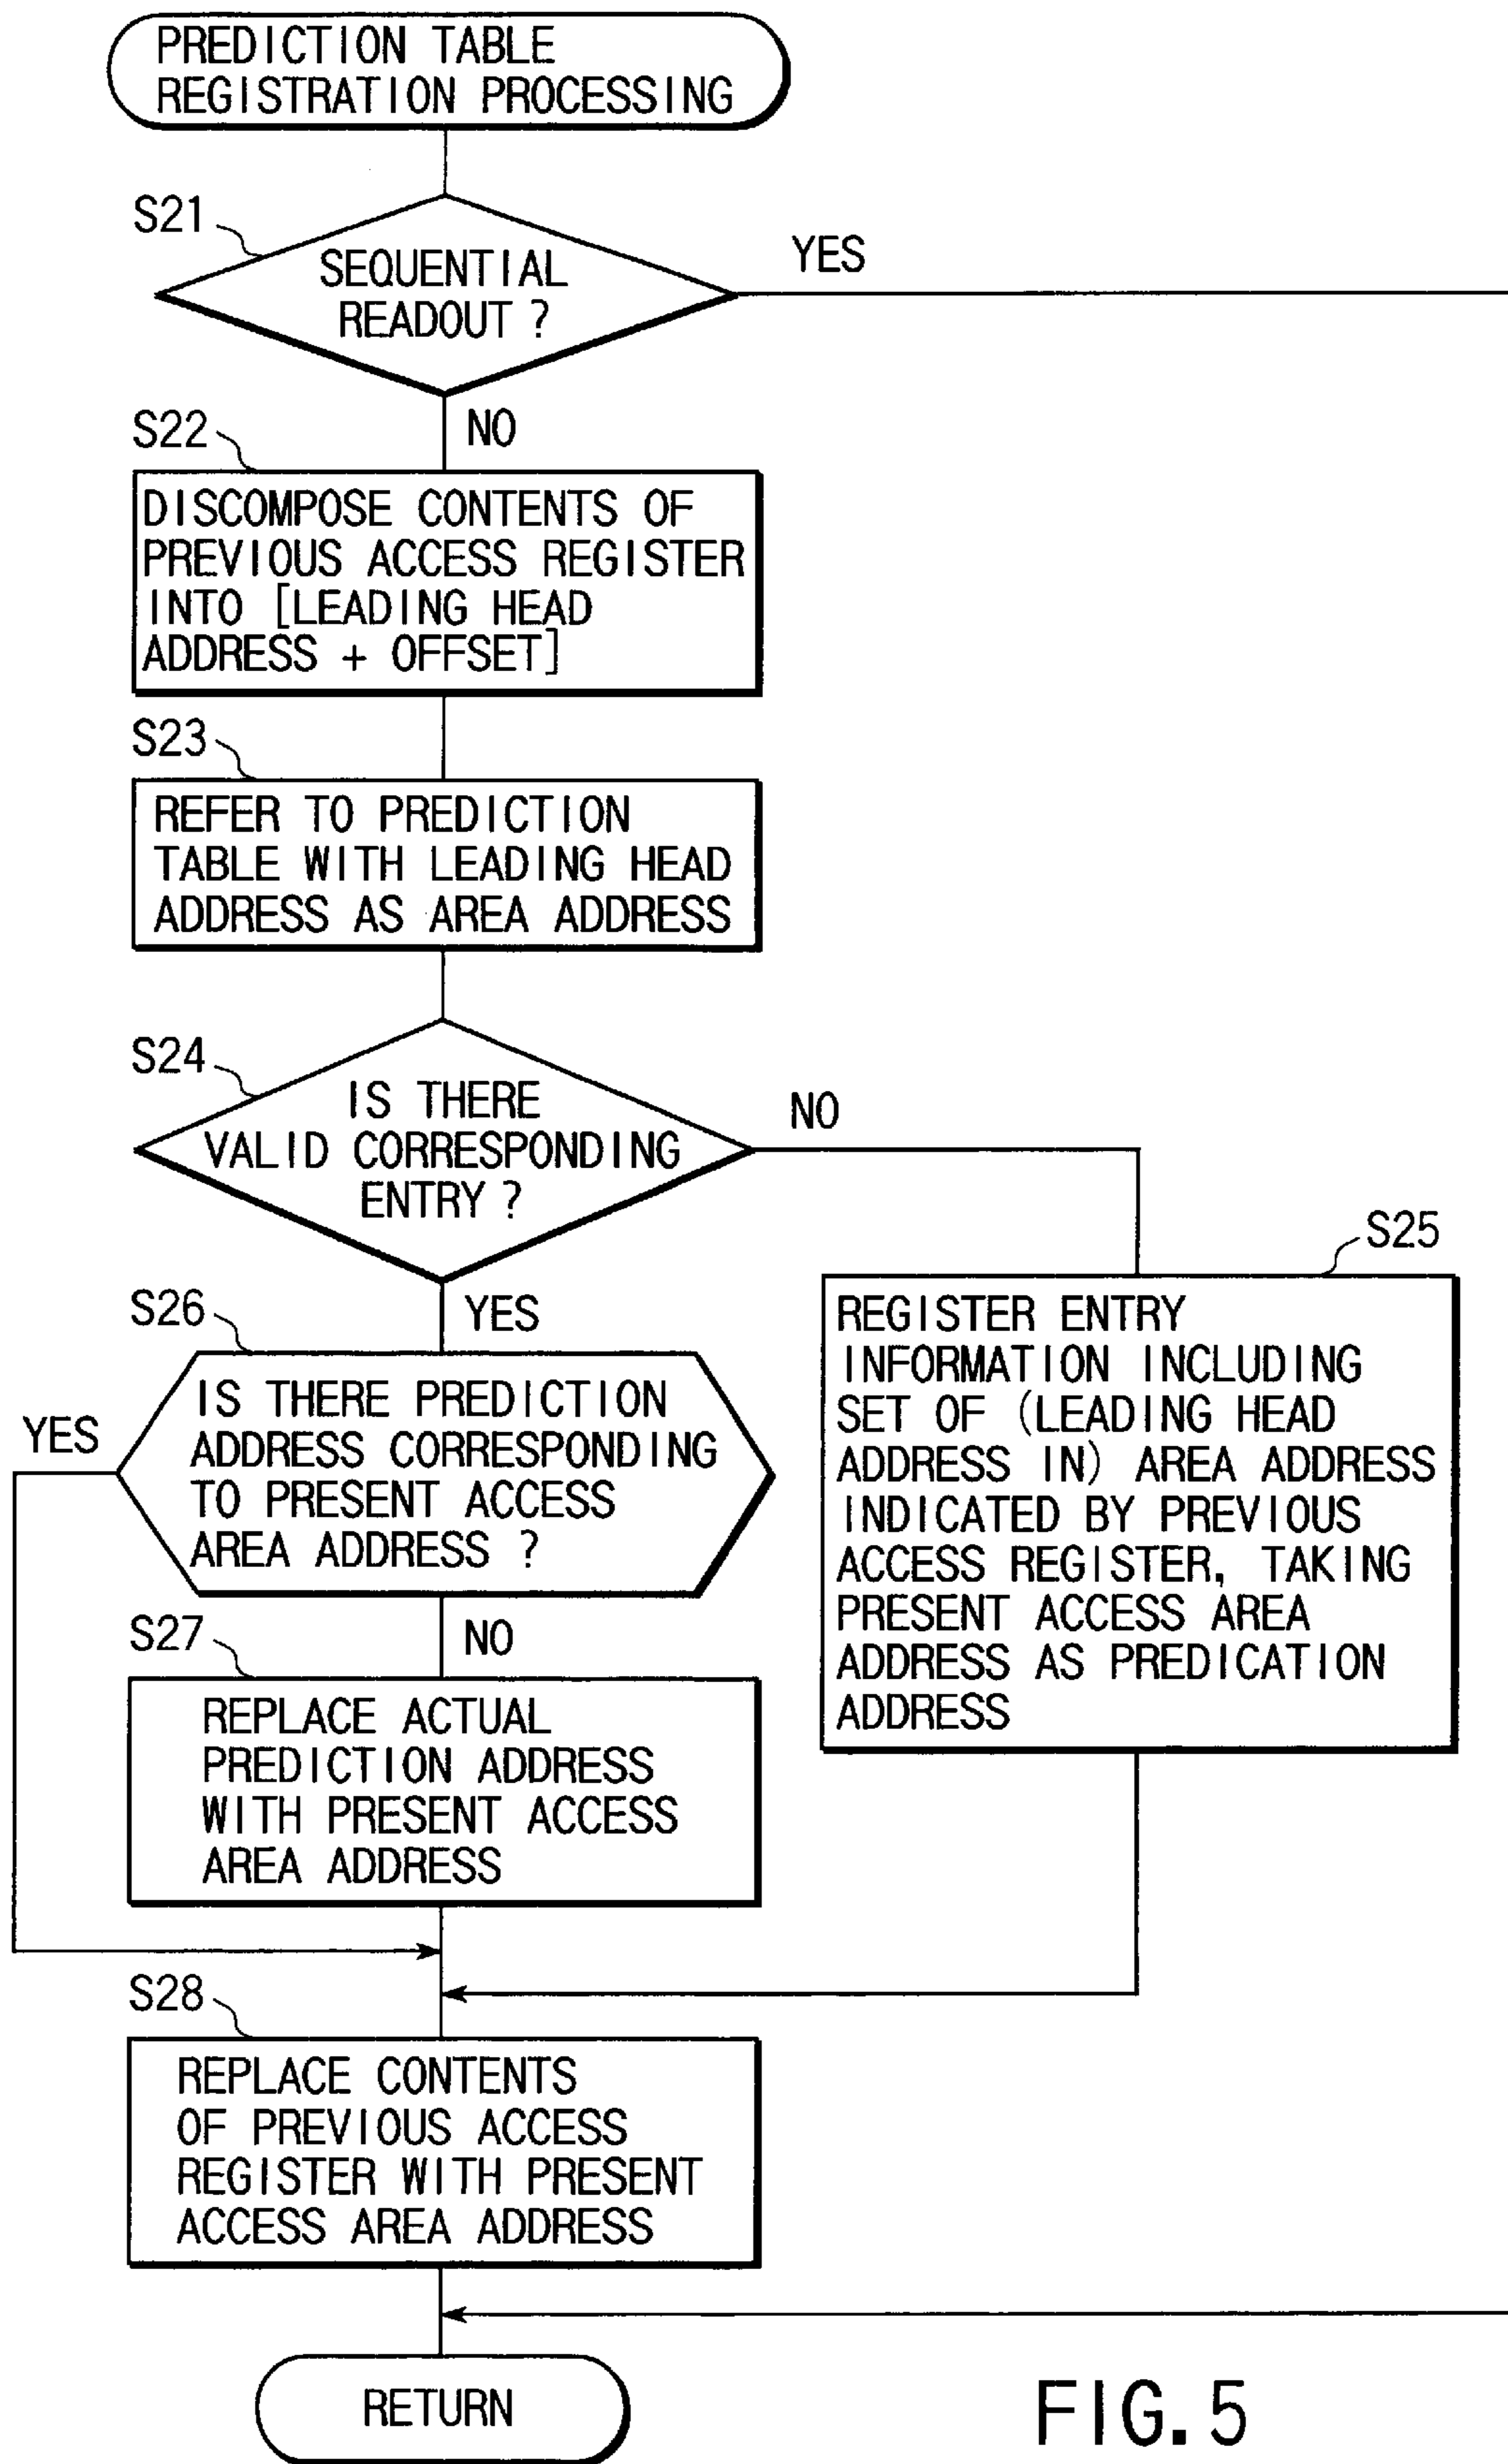 PREDICTION TABLE
REGISTRATION PROCESSING
S21
SEQUENTIAL
READOUT ?
YES
NO
S22
DISCOMPOSE CONTENTS OF
PREVIOUS ACCESS REGISTER
INTO [LEADING HEAD
ADDRESS + OFFSET]
S23
REFER TO PREDICTION
TABLE WITH LEADING HEAD
ADDRESS AS AREA ADDRESS
S24
IS THERE
VALID CORRESPONDING
ENTRY ?
NO
YES
S25
REGISTER ENTRY
INFORMATION INCLUDING
SET OF (LEADING HEAD
ADDRESS IN) AREA ADDRESS
INDICATED BY PREVIOUS
ACCESS REGISTER, TAKING
PRESENT ACCESS AREA
ADDRESS AS PREDICATION
ADDRESS
S26
IS THERE PREDICTION
ADDRESS CORRESPONDING
TO PRESENT ACCESS
AREA ADDRESS ?
YES
NO
S27
REPLACE ACTUAL
PREDICTION ADDRESS
WITH PRESENT ACCESS
AREA ADDRESS
S28
REPLACE CONTENTS
OF PREVIOUS ACCESS
REGISTER WITH PRESENT
ACCESS AREA ADDRESS
RETURN
FIG. 5